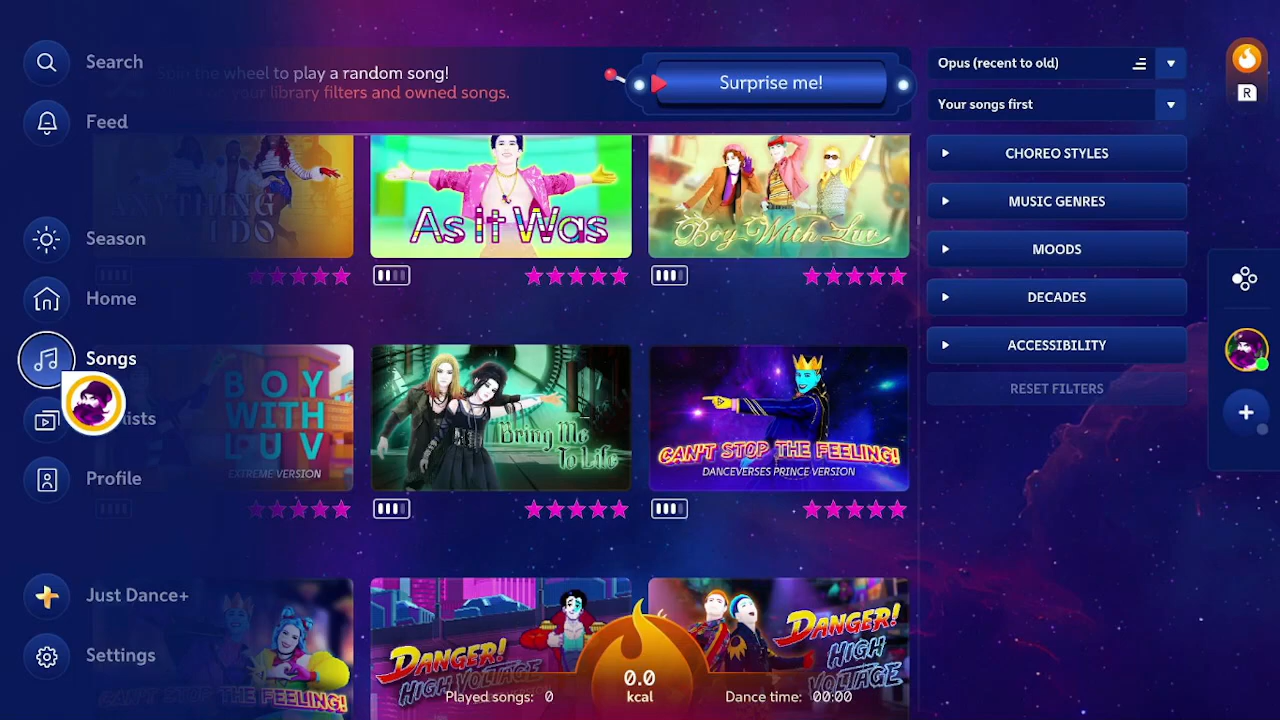 Search
Feed
Season
Home
Songs
ists
Profile
Just Dance+
Settings
Spin the wheel to play a random song!
your library filters and owned songs.
Surprise me!
Opus (recent to old)
Your songs first
R
CHOREO STYLES
MUSIC GENRES
MOODS
DECADES
ACCESSIBILITY
RESET FILTERS
ANYTHING
I DO
As it Was
Boy With Luv
BOY
WITH
LUV
EXTREME VERSION
Bring Me
To Life
CAN'T STOP THE FEELING!
DANCEVERSES PRINCE VERSION
CAN'T STOP THE FEELING!
DANGER!
HIGH VOLTAGE
DANGER!
HIGH
VOLTAGE
Played songs: 0
0.0
kcal
Dance time: 00:00